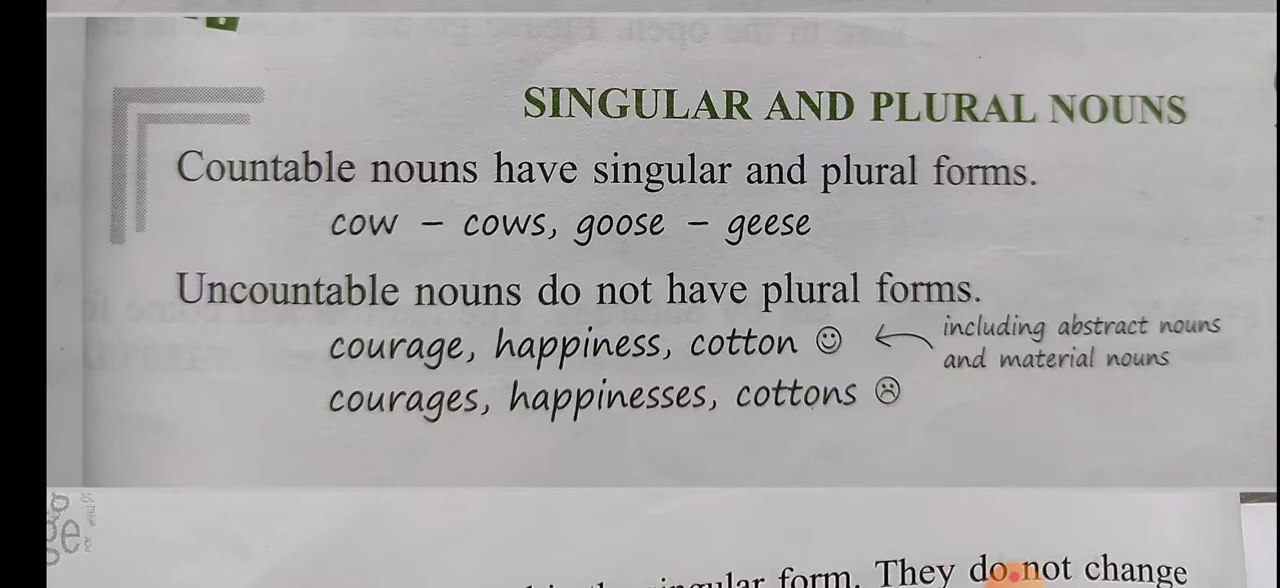 SINGULAR AND PLURAL NOUNS
Countable nouns have singular and plural forms.
cow – cows, goose – geese
Uncountable nouns do not have plural forms.
courage, happiness, cotton ☺ ← including abstract nouns
and material nouns
courages, happinesses, cottons ☹
singular form. They do not change